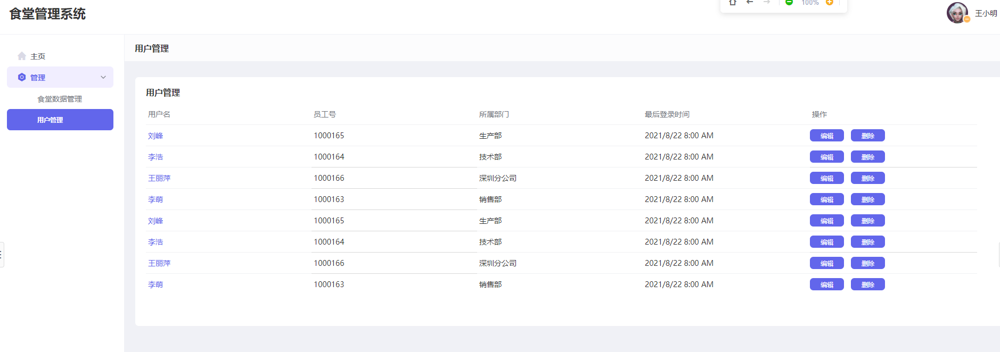 食堂管理系统
100%
王小明
主页
管理
食堂数据管理
用户管理
用户管理
用户管理
用户名 员工号 所属部门 最后登录时间 操作
刘峰 1000165 生产部 2021/8/22 8:00 AM 编辑 删除
李浩 1000164 技术部 2021/8/22 8:00 AM 编辑 删除
王丽萍 1000166 深圳分公司 2021/8/22 8:00 AM 编辑 删除
李萌 1000163 销售部 2021/8/22 8:00 AM 编辑 删除
刘峰 1000165 生产部 2021/8/22 8:00 AM 编辑 删除
李浩 1000164 技术部 2021/8/22 8:00 AM 编辑 删除
王丽萍 1000166 深圳分公司 2021/8/22 8:00 AM 编辑 删除
李萌 1000163 销售部 2021/8/22 8:00 AM 编辑 删除